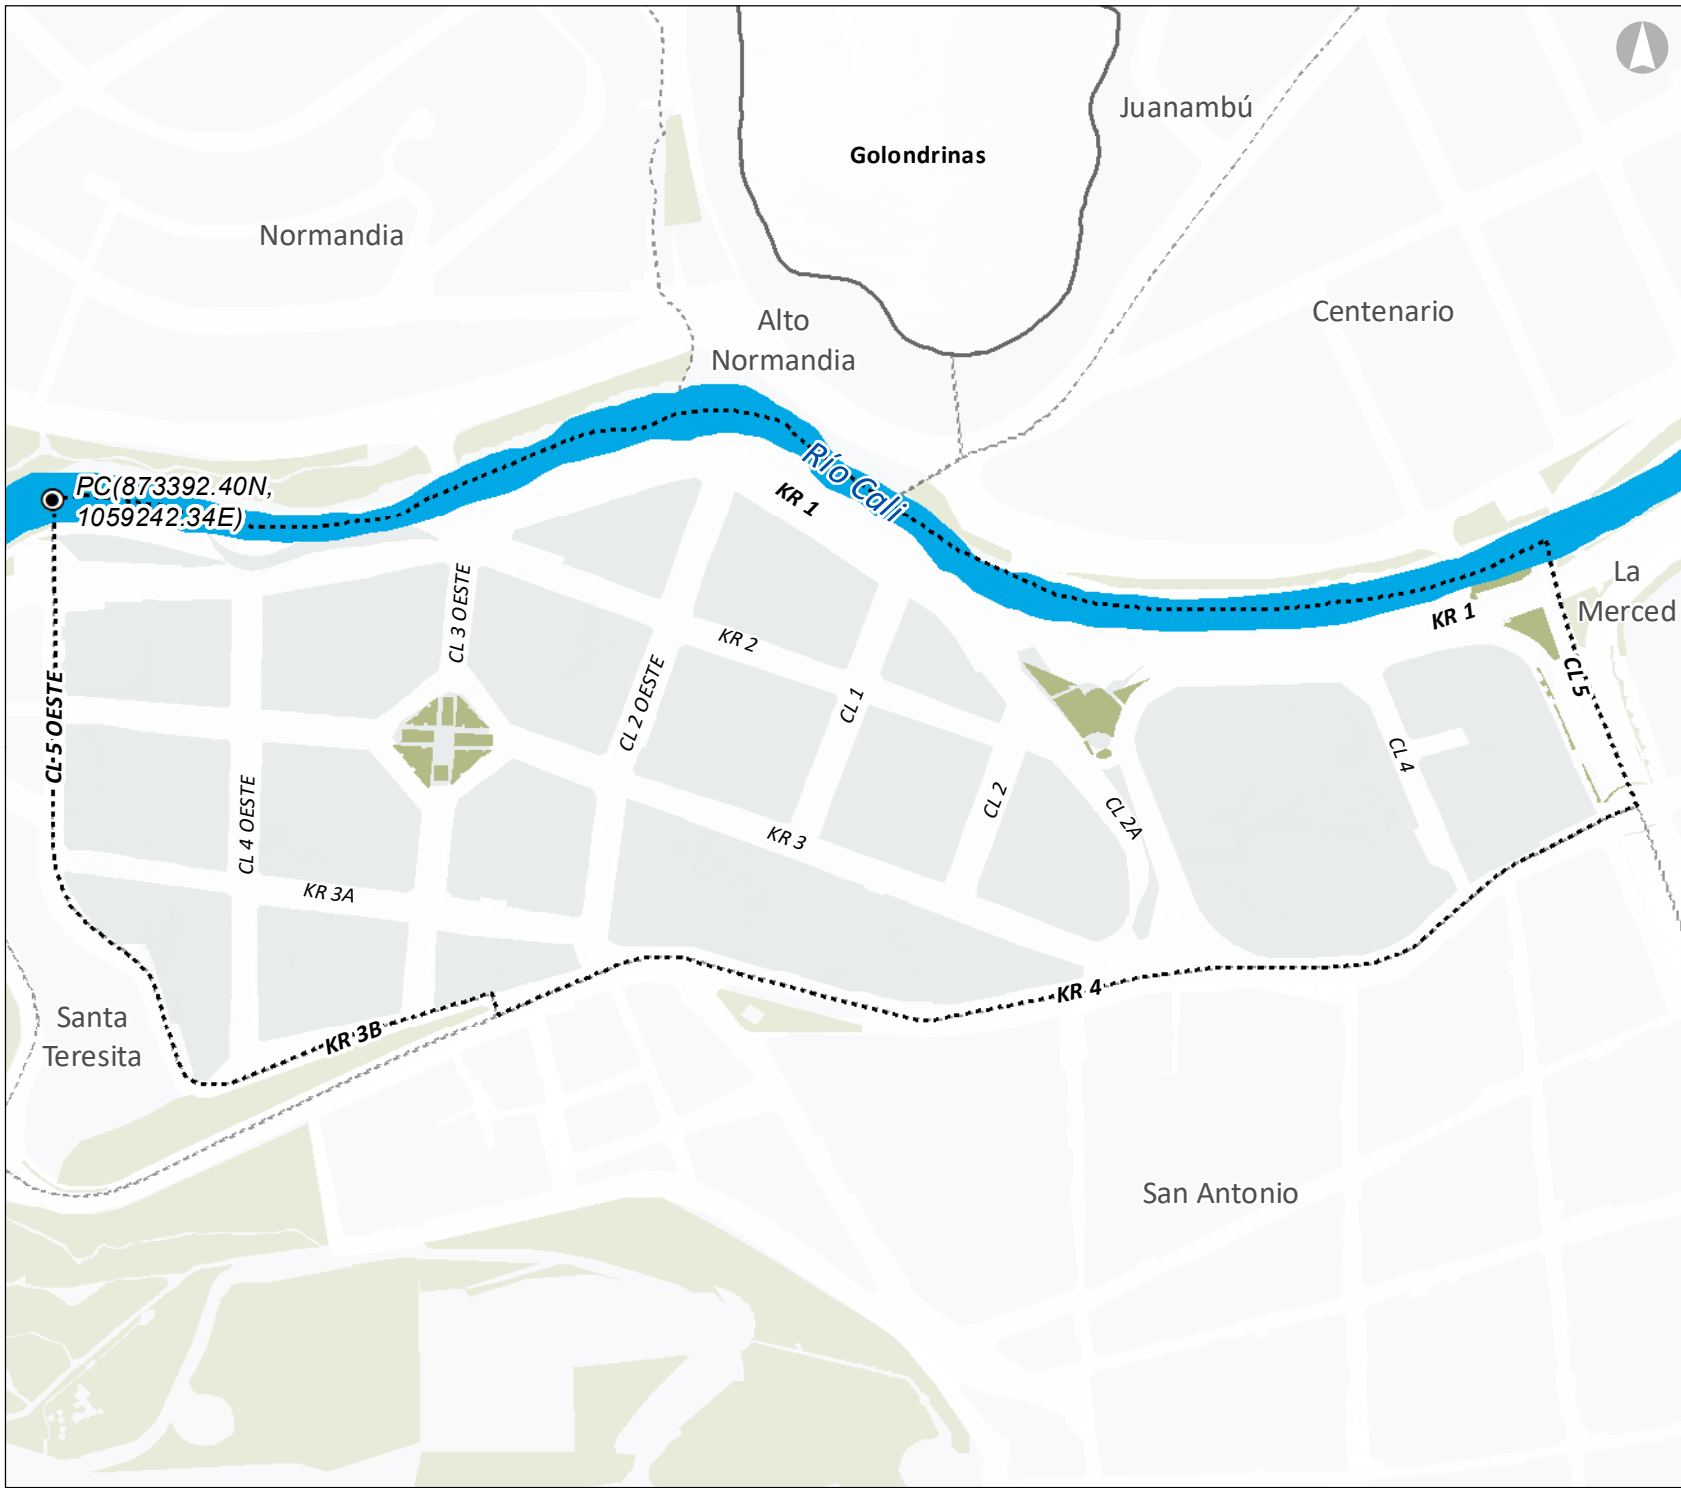 Juanambú
Golondrinas
Normandia
Centenario
Alto
Normandia
Río Cali
PC(873392.40N,
1059242.34E)
KR 1
La
Merced
KR 1
CL 3 OESTE
KR 2
CL 5
CL 5 OESTE
CL 2 OESTE
CL 1
CL 4
CL 4 OESTE
CL 2
CL 2A
KR 3
KR 3A
KR 4
Santa
Teresita
KR 3B
San Antonio